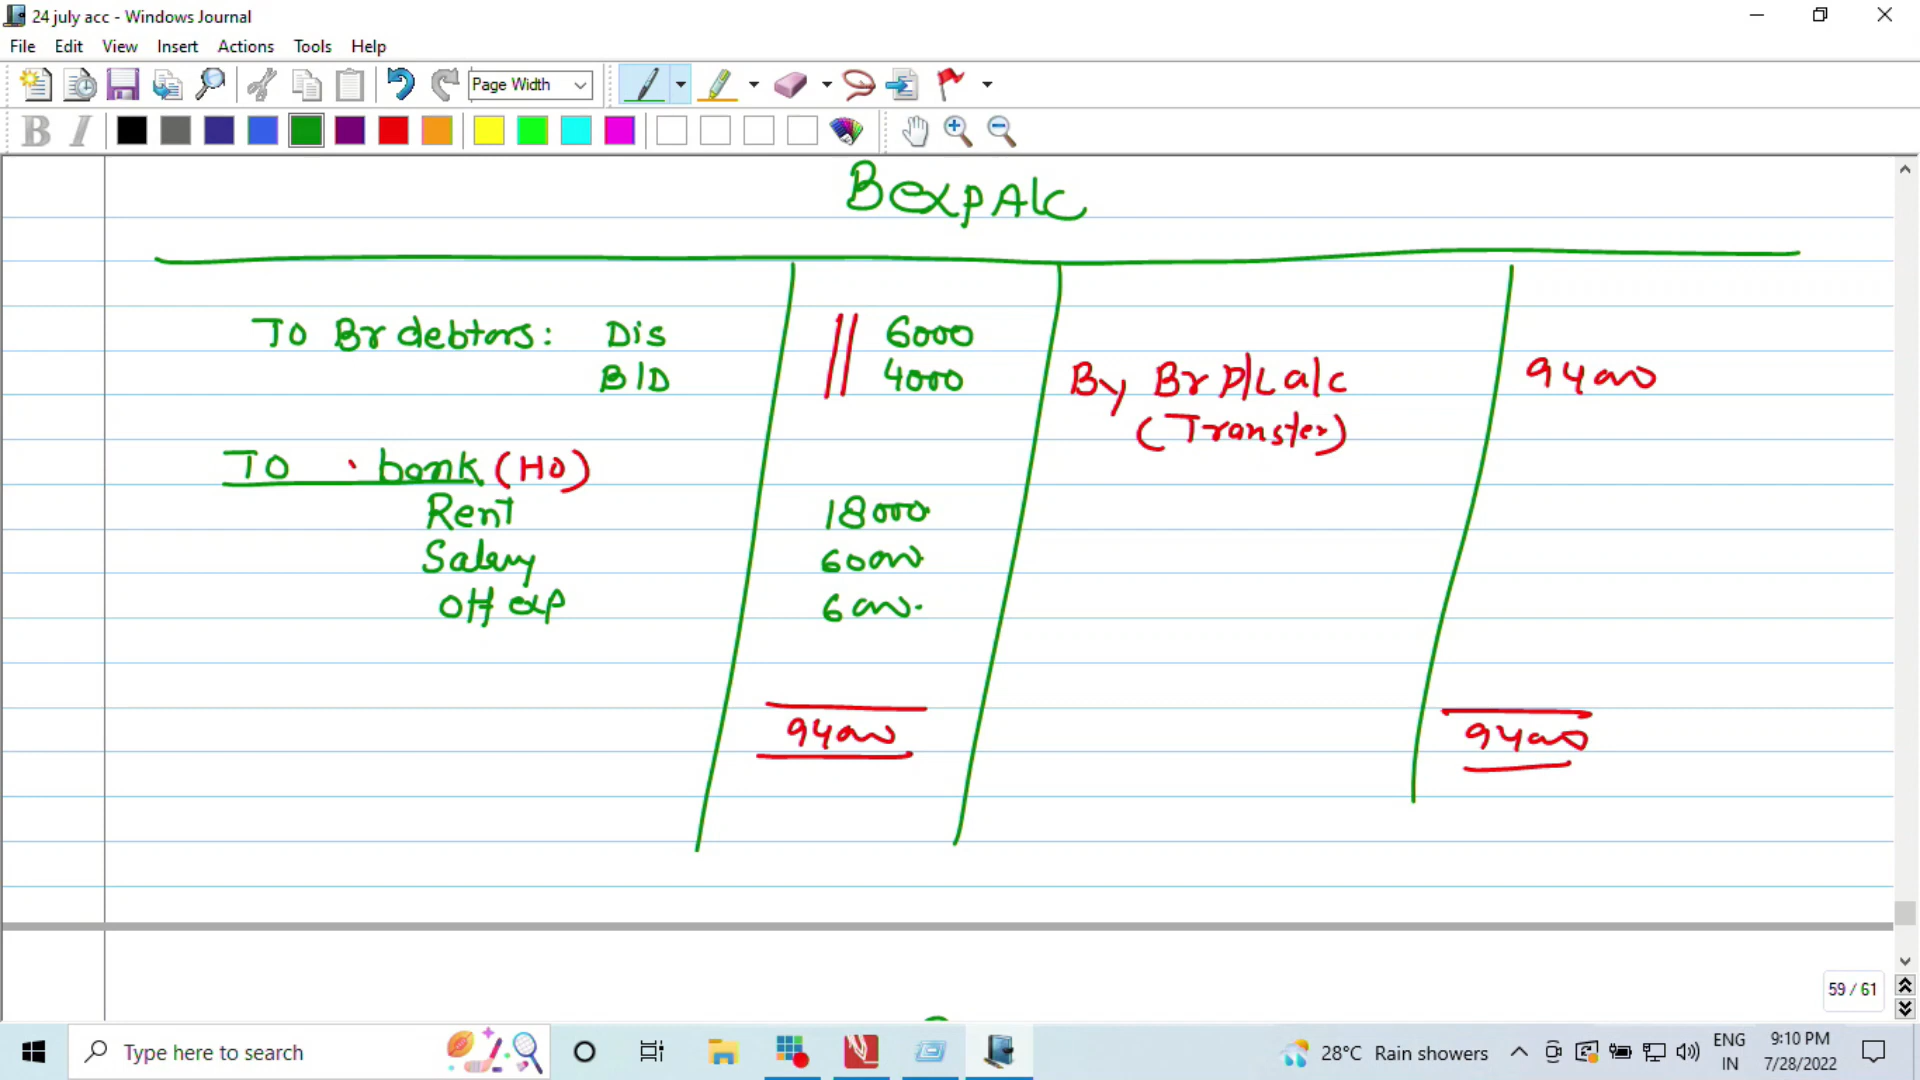 24 july acc - Windows Journal
File Edit View Insert Actions Tools Help
Page Width
B I
B exp A/c
To Br debtors: Dis 6000
B/D 4000
By Br P/L a/c 94000
(Transfer)
To bank (HO)
Rent 18000
Salary 60000
Off exp 6000
94000 94000
59 / 61
Type here to search
28°C Rain showers
ENG
IN
9:10 PM
7/28/2022